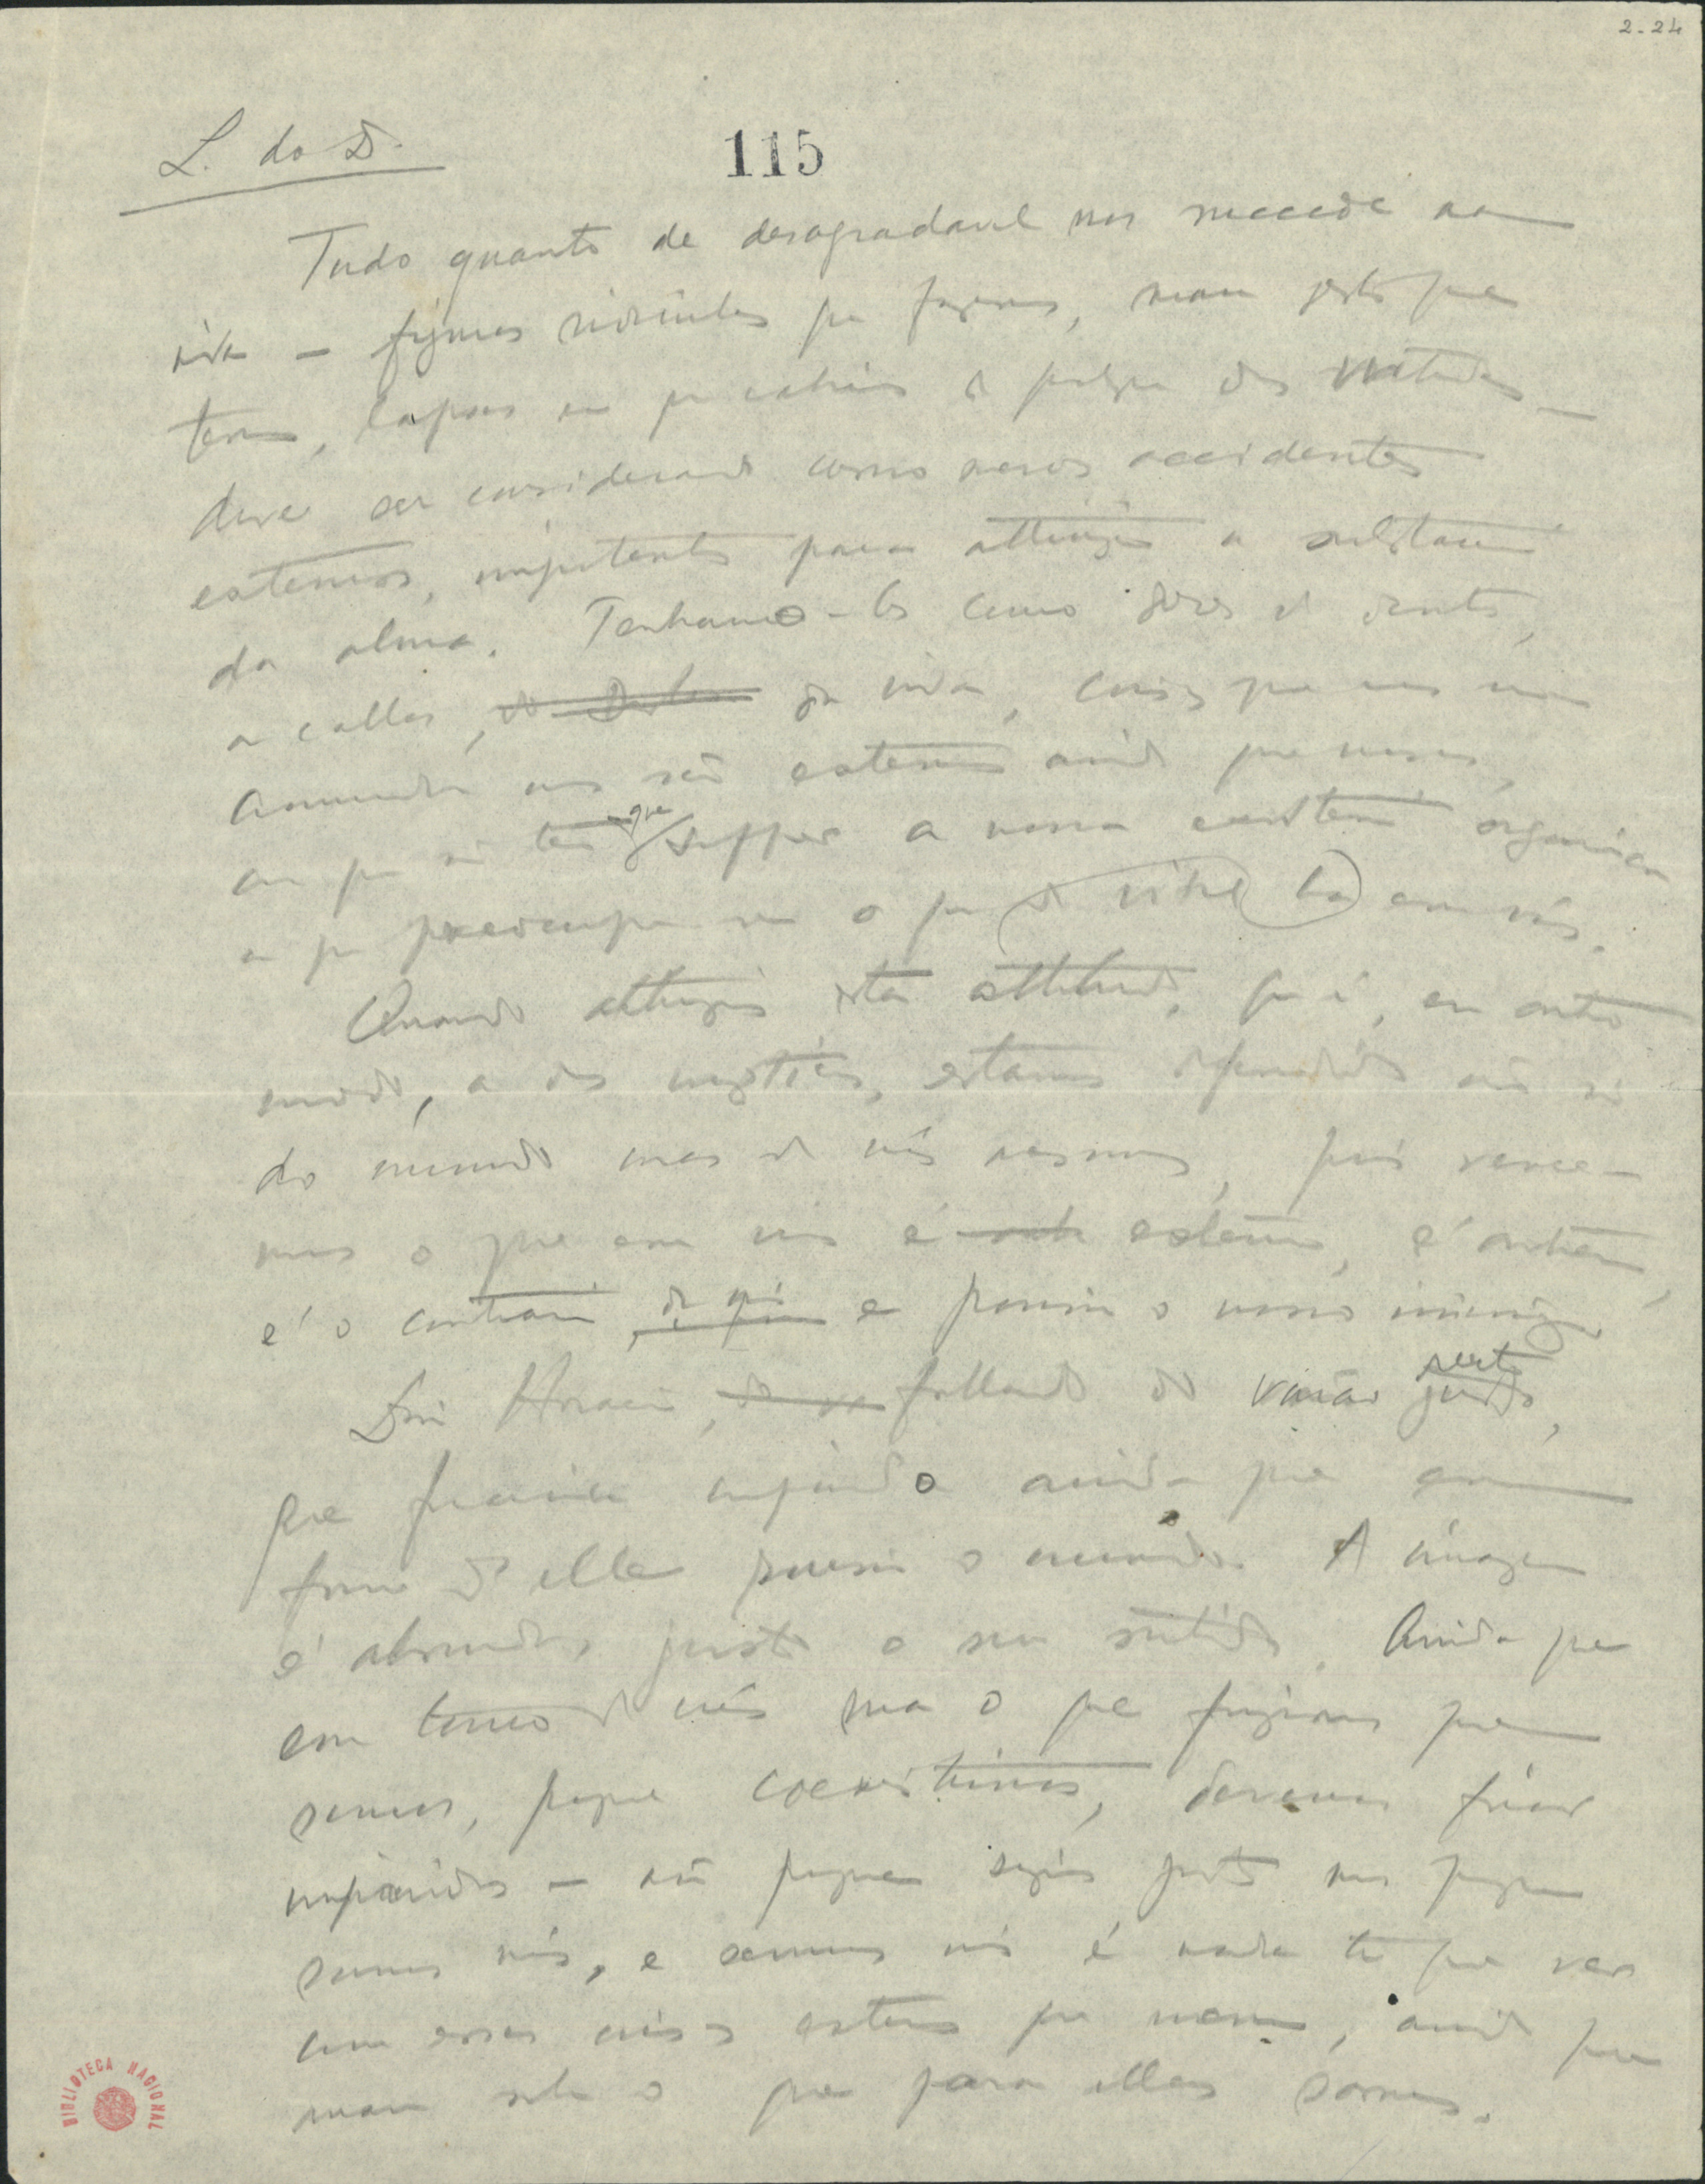 2-24
L. do D.
115
Tudo quanto de desagradavel nos succede na
vida — figuras ridiculas que fazemos, maus gestos que
temos, lapsos em que cahimos de qualquer das virtudes —
deve ser considerado como meros accidentes
externos, impotentes para attingir a substancia
da alma. Tenhamol-os como dores de dentes,
ou callos, da vida, coisas que nos
incommodam mas são externas ainda que nossas,
ou que só tem que suppor a nossa existencia organica
ou que preoccupar-se o que de vital ha em nós.
Quando attingimos esta attitude, que é, em outro
modo, a dos mysticos, estamos defendidos não só
do mundo mas de nós mesmos, pois vence-
mos o que em nós é externo, é outrem,
é o contrario de nós e porisso o nosso inimigo.
Disse Horacio, fallando do varão justo,
que ficaria impavido ainda que em
torno d'elle ruisse o mundo. A imagem
é absurda, justo o seu sentido. Ainda que
em torno de nós rua o que fingimos que
somos, porque coexistimos, devemos ficar
impavidos — não porque sejamos justos, mas porque
somos nós, e sermos nós é nada ter que ver
com essas coisas externas que ruem, ainda que
ruam sobre o que para ellas somos.
BIBLIOTECA NACIONAL